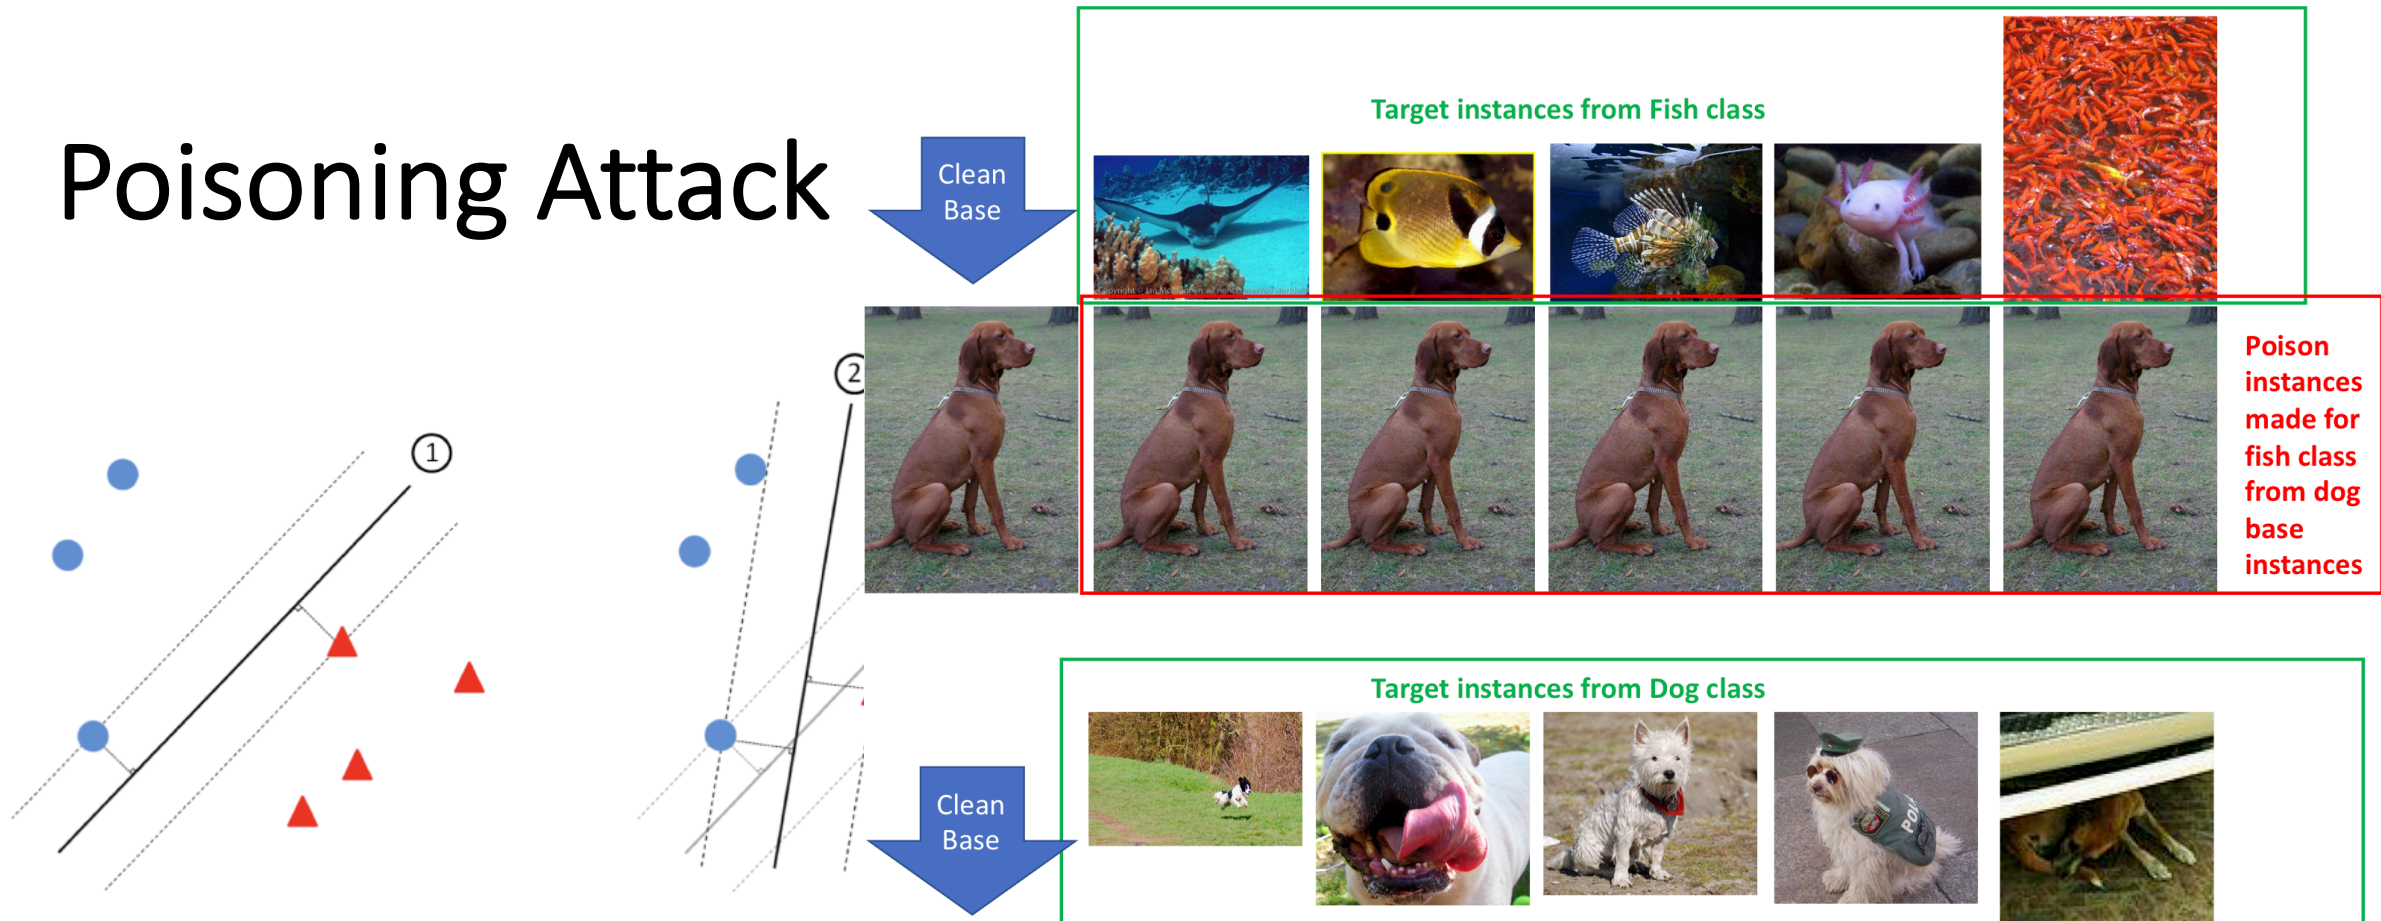 Poisoning Attack
Clean
Base
Target instances from Fish class
Poison
instances
made for
fish class
from dog
base
instances
1
2
Target instances from Dog class
Clean
Base